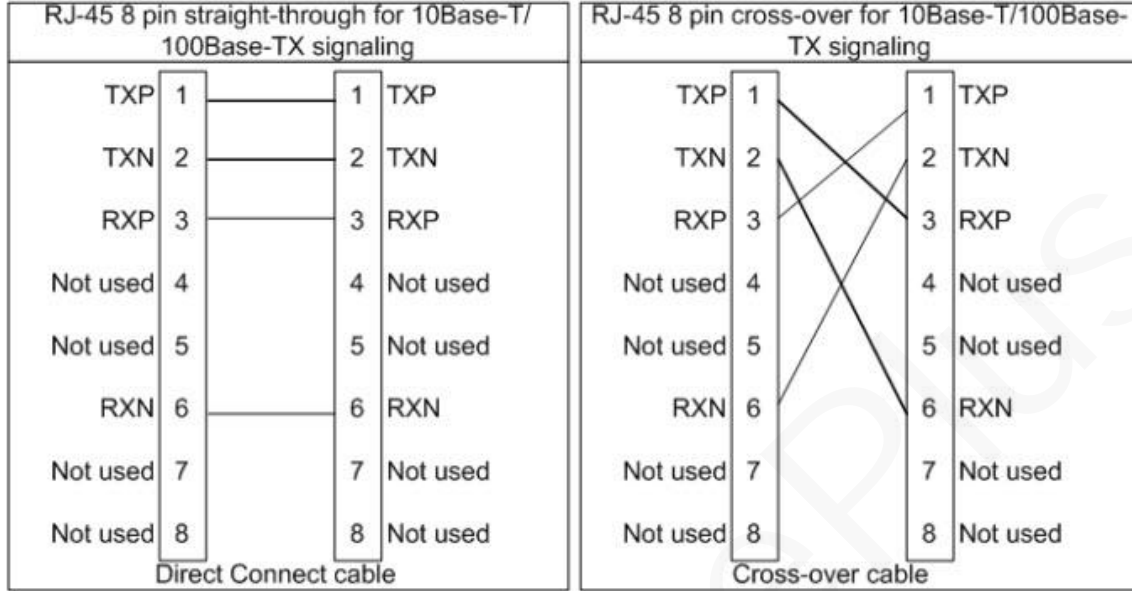 RJ-45 8 pin straight-through for 10Base-T/
100Base-TX signaling
TXP 1 1 TXP
TXN 2 2 TXN
RXP 3 3 RXP
Not used 4 4 Not used
Not used 5 5 Not used
RXN 6 6 RXN
Not used 7 7 Not used
Not used 8 8 Not used
Direct Connect cable
RJ-45 8 pin cross-over for 10Base-T/100Base-
TX signaling
TXP 1 1 TXP
TXN 2 2 TXN
RXP 3 3 RXP
Not used 4 4 Not used
Not used 5 5 Not used
RXN 6 6 RXN
Not used 7 7 Not used
Not used 8 8 Not used
Cross-over cable
ePlus